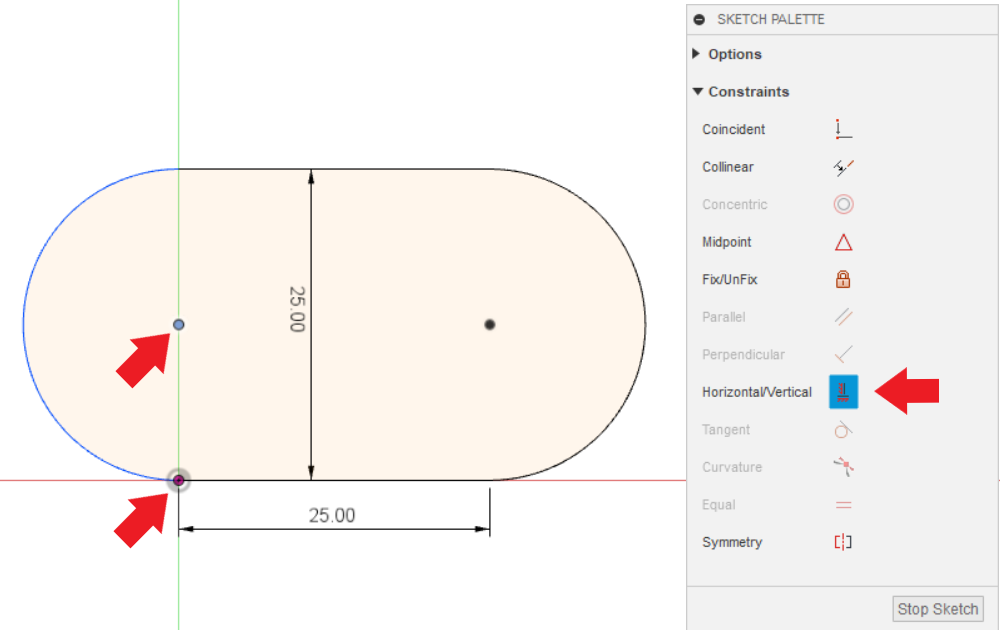 SKETCH PALETTE
Options
Constraints
Coincident
Collinear
Concentric
Midpoint
Fix/UnFix
Parallel
Perpendicular
Horizontal/Vertical
Tangent
Curvature
Equal
Symmetry
Stop Sketch
25.00
25.00